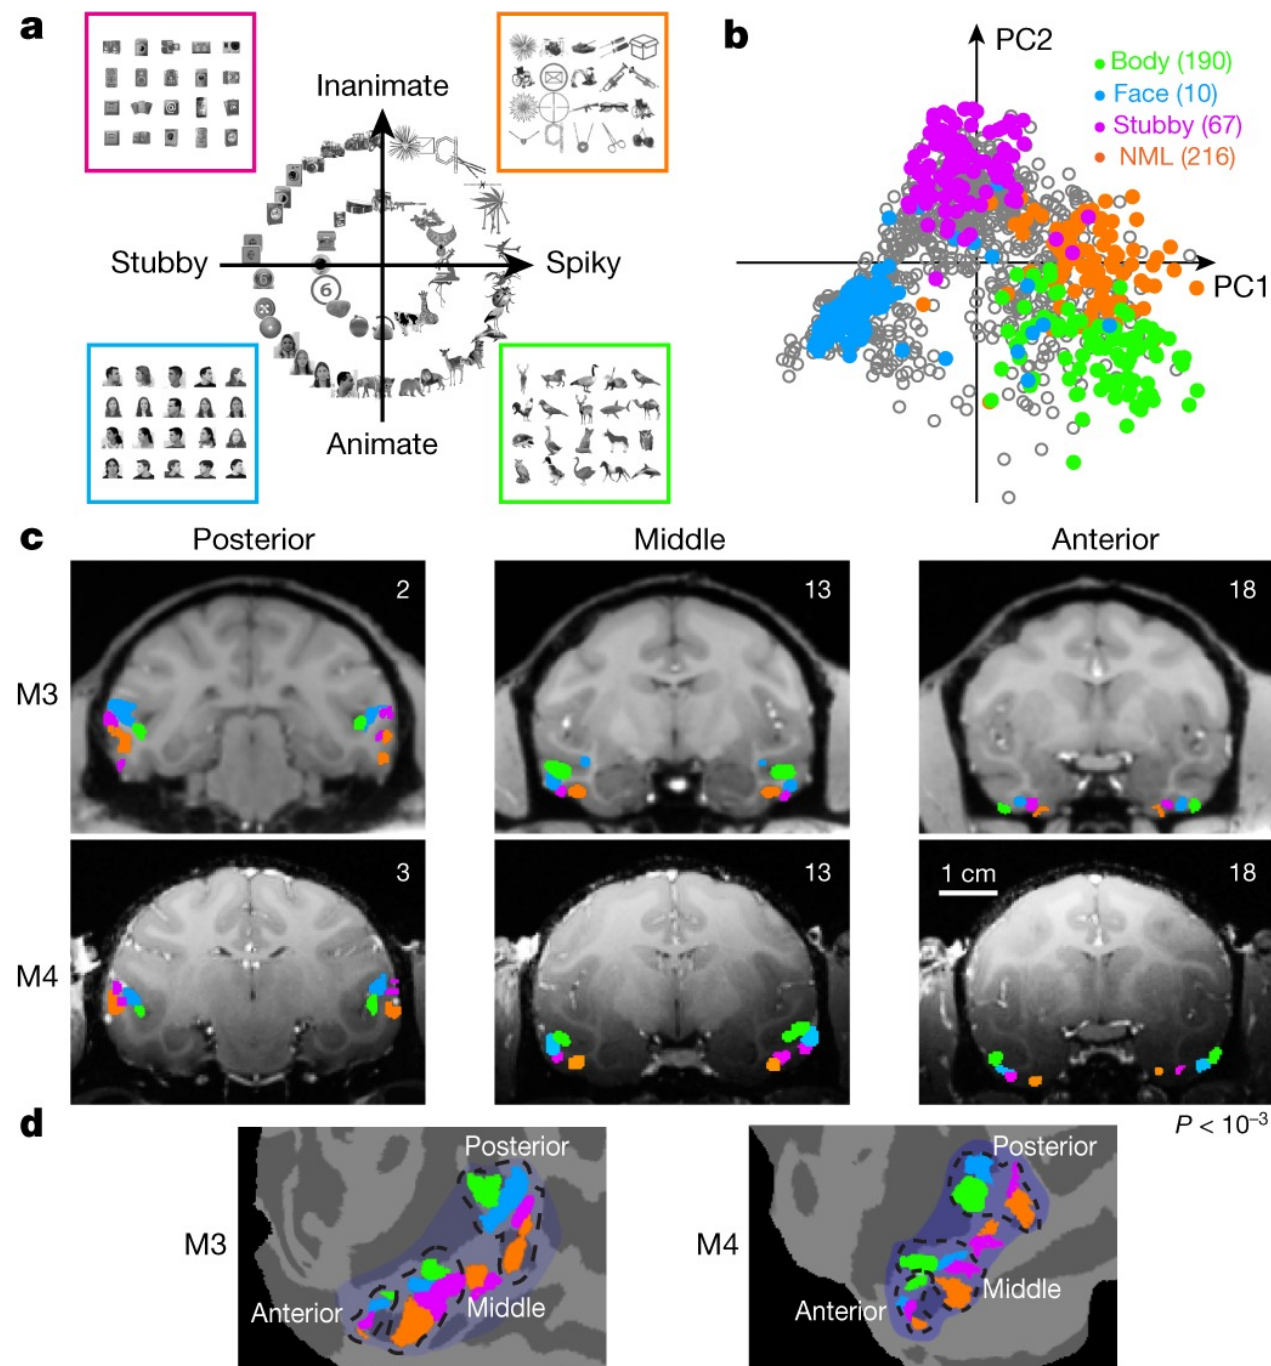 a
Inanimate
Stubby
Spiky
6
Animate
b
PC2
PC1
Body (190)
Face (10)
Stubby (67)
NML (216)
c
Posterior
Middle
Anterior
M3
2
13
18
M4
3
13
1 cm
18
P < 10⁻³
d
M3
Posterior
Middle
Anterior
M4
Posterior
Middle
Anterior